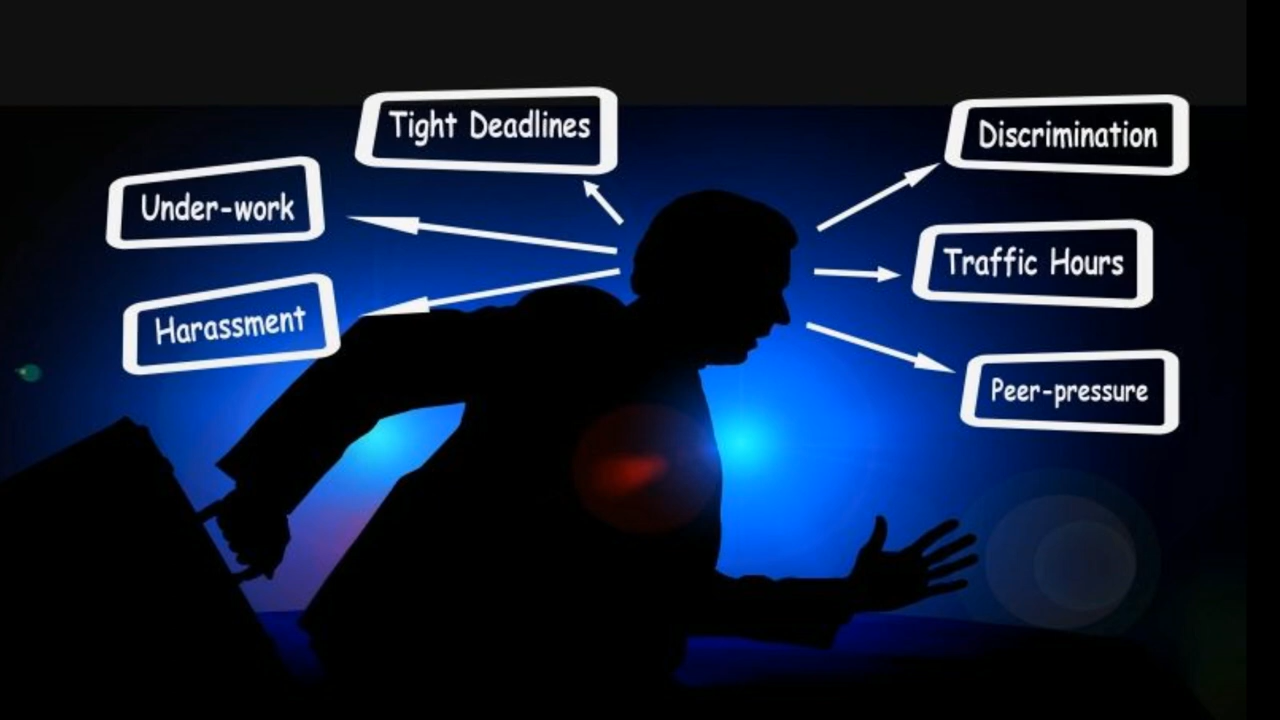 Tight Deadlines
Discrimination
Under-work
Traffic Hours
Harassment
Peer-pressure